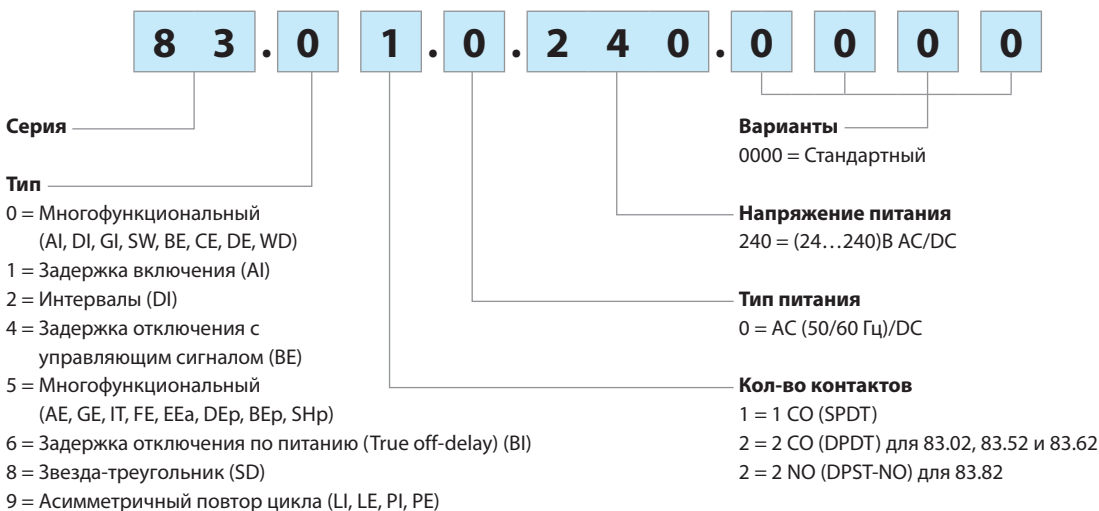 8 3 . 0 1 . 0 . 2 4 0 . 0 0 0 0
Серия
Тип
0 = Многофункциональный
(AI, DI, GI, SW, BE, CE, DE, WD)
1 = Задержка включения (AI)
2 = Интервалы (DI)
4 = Задержка отключения с
управляющим сигналом (BE)
5 = Многофункциональный
(AE, GE, IT, FE, EEa, DEp, BEp, SHp)
6 = Задержка отключения по питанию (True off-delay) (BI)
8 = Звезда-треугольник (SD)
9 = Асимметричный повтор цикла (LI, LE, PI, PE)
Варианты
0000 = Стандартный
Напряжение питания
240 = (24…240)В AC/DC
Тип питания
0 = AC (50/60 Гц)/DC
Кол-во контактов
1 = 1 CO (SPDT)
2 = 2 CO (DPDT) для 83.02, 83.52 и 83.62
2 = 2 NO (DPST-NO) для 83.82